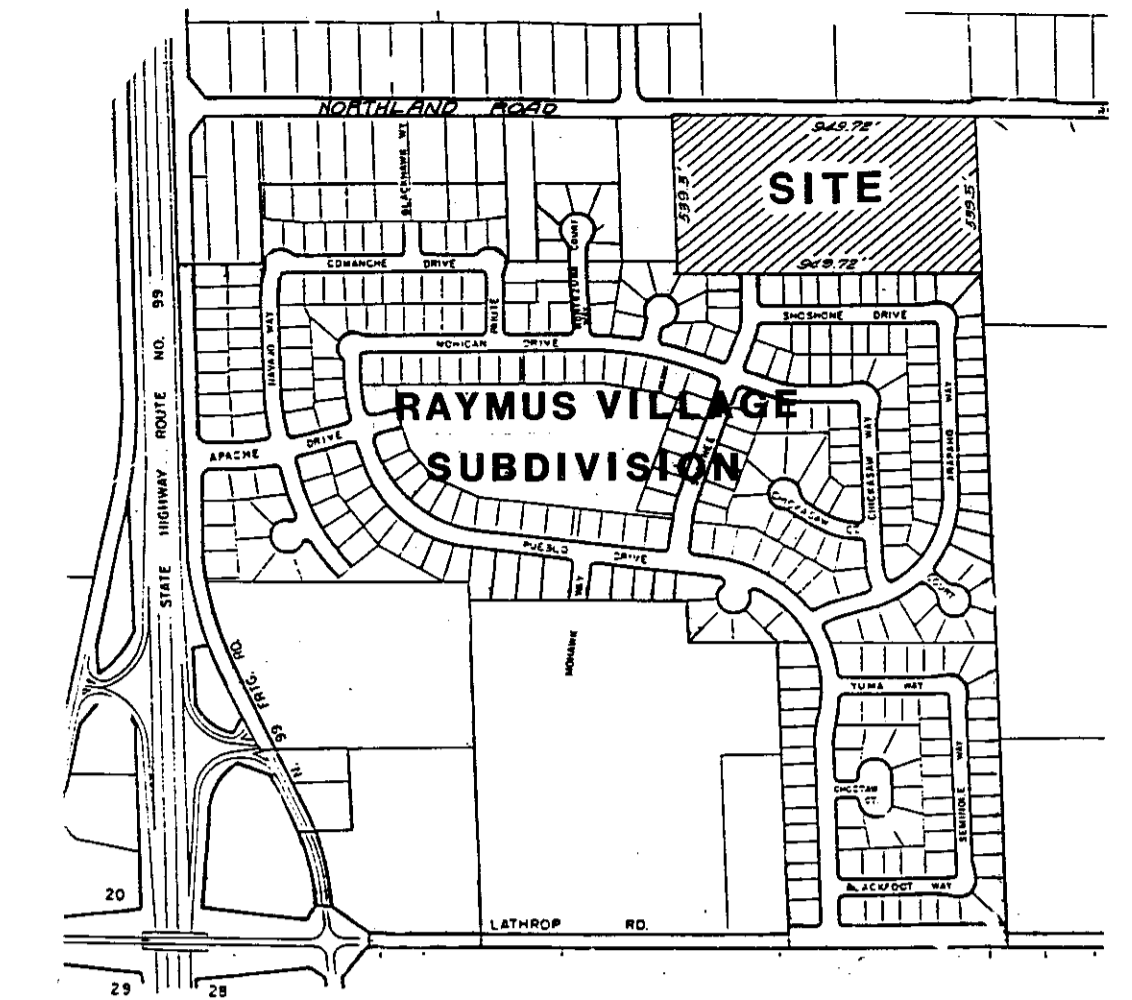 NORTHLAND ROAD
949.72'
SITE
539.5'
539.5'
949.72'
BLACKHAWK WY
COMANCHE DRIVE
MONTEZUMA COURT
PAIUTE
NAVAJO WAY
SHOSHONE DRIVE
MOHICAN DRIVE
RAYMUS VILLAGE
SUBDIVISION
APACHE DRIVE
CHICKASAW WAY
ARAPAHO WAY
CHICKASAW CT.
PUEBLO DRIVE
COURT
MOHAWK WAY
STATE HIGHWAY ROUTE NO. 99
N. 99 FRTG. RD.
YUMA WAY
CHOCTAW CT.
SEMINOLE WAY
BLACKFOOT WAY
LATHROP RD.
20
29
28